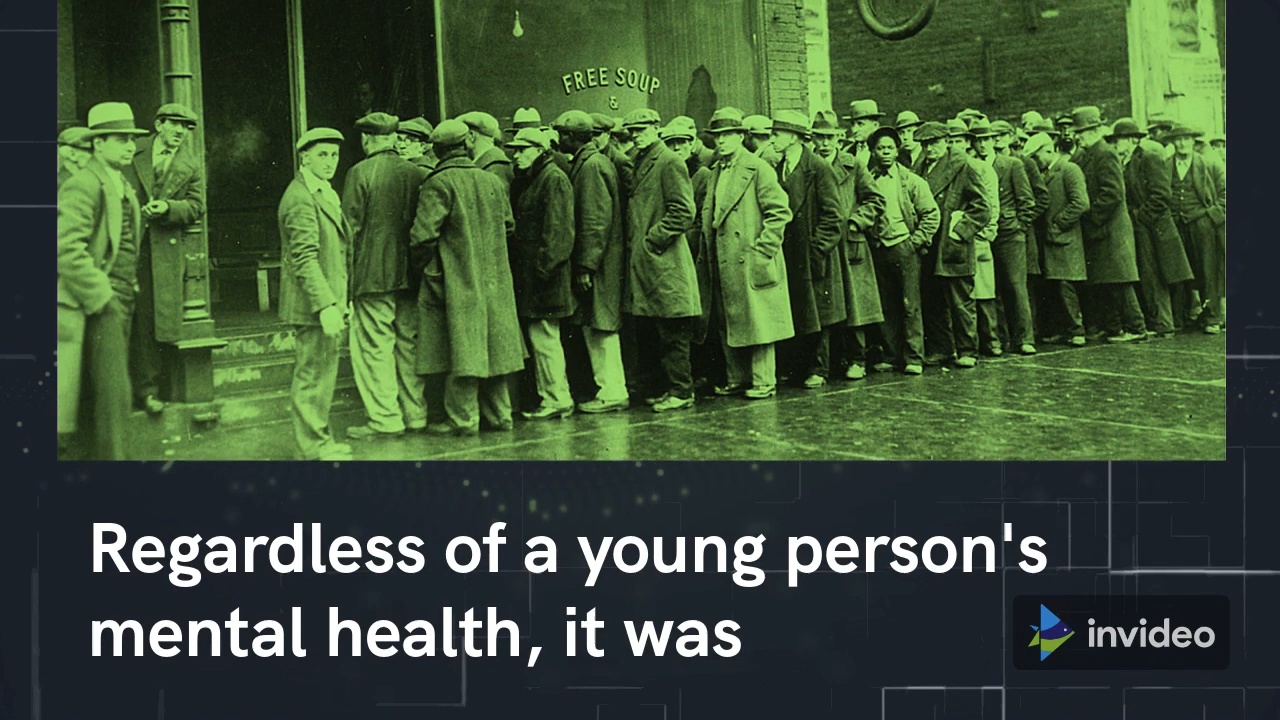 FREE SOUP
&
Regardless of a young person's
mental health, it was
invideo